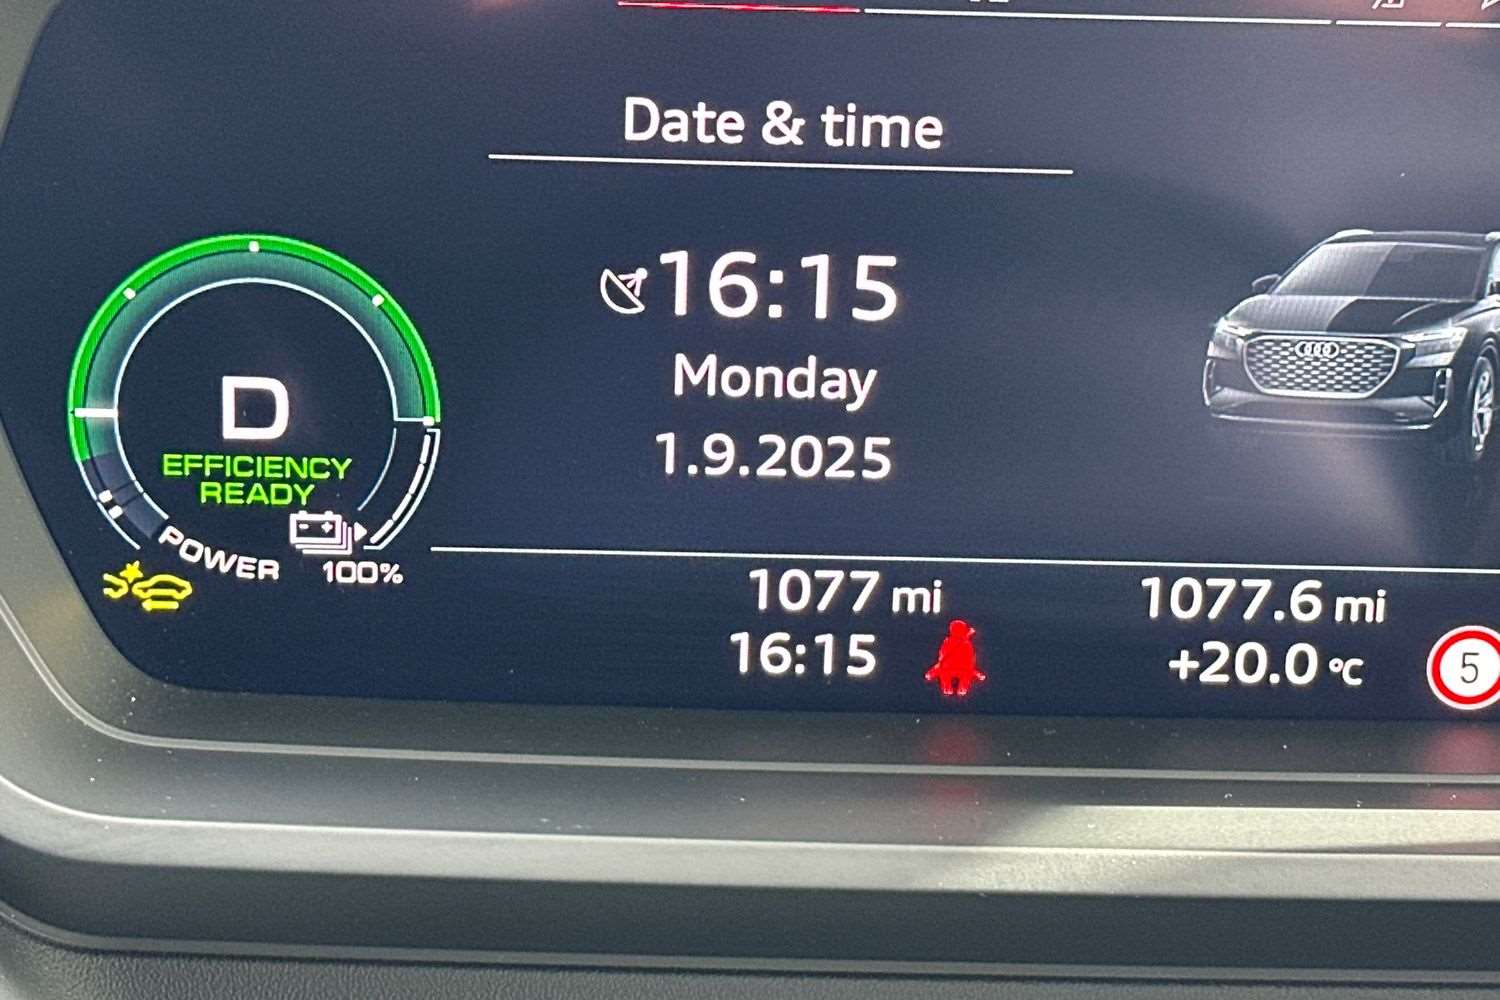 Date & time
16:15
Monday
1.9.2025
D
EFFICIENCY
READY
POWER
100%
1077 mi
1077.6 mi
16:15
+20.0 °C
5